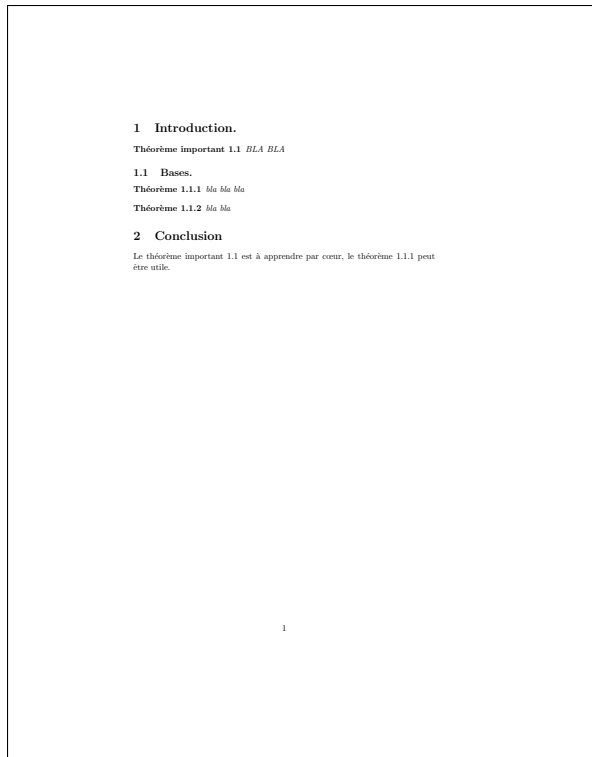 1 Introduction.
Théorème important 1.1 BLA BLA
1.1 Bases.
Théorème 1.1.1 bla bla bla
Théorème 1.1.2 bla bla
2 Conclusion
Le théorème important 1.1 est à apprendre par cœur, le théorème 1.1.1 peut
être utile.
1